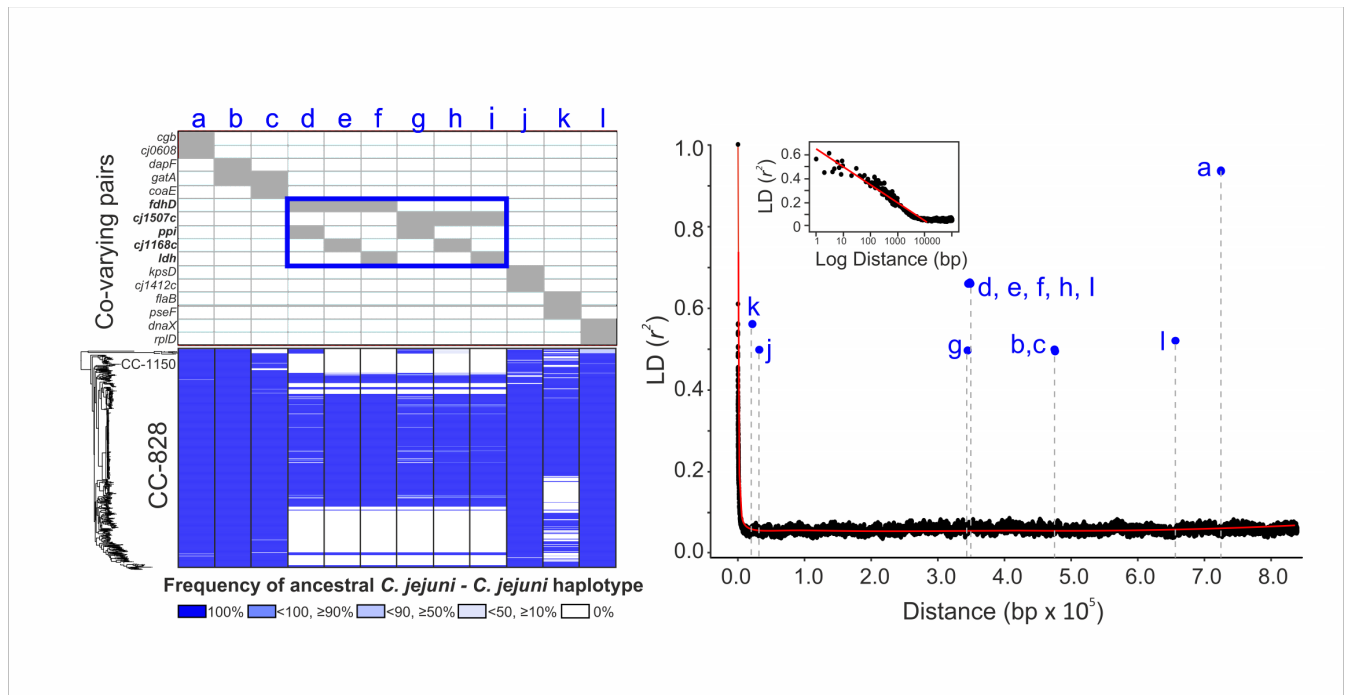 a b c d e f g h i j k l
Co-varying pairs
cgb
cj0608
dapF
gatA
coaE
fdhD
cj1507c
ppi
cj1168c
ldh
kpsD
cj1412c
flaB
pseF
dnaX
rplD
CC-1150
CC-828
Frequency of ancestral C. jejuni - C. jejuni haplotype
100% <100, ≥90% <90, ≥50% <50, ≥10% 0%
LD (r²)
1.0
0.8
0.6
0.4
0.2
0.0
0.0 1.0 2.0 3.0 4.0 5.0 6.0 7.0 8.0
Distance (bp x 10⁵)
LD (r²)
0.6
0.4
0.2
0
1 10 100 1000 10000
Log Distance (bp)
a
d, e, f, h, I
k
j
g
b,c
l